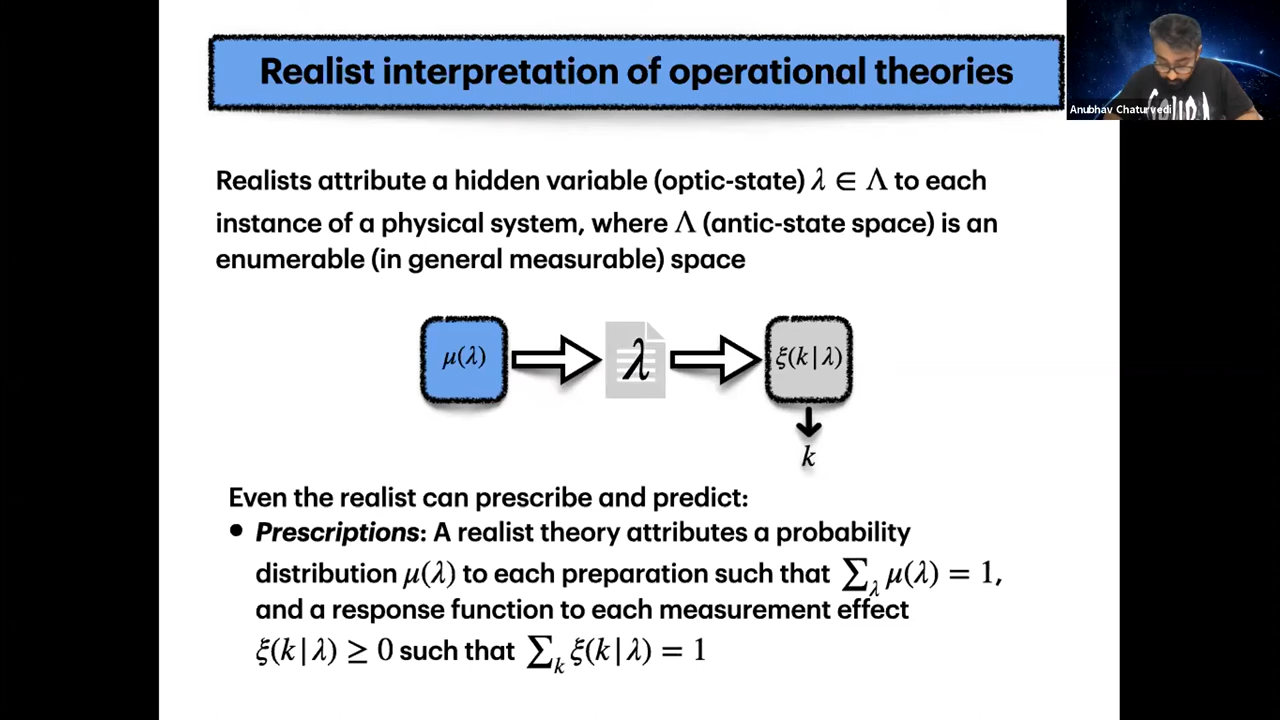 Realist interpretation of operational theories
Anubhav Chaturvedi
Realists attribute a hidden variable (optic-state) λ ∈ Λ to each
instance of a physical system, where Λ (antic-state space) is an
enumerable (in general measurable) space
μ(λ)
λ
ξ(k|λ)
k
Even the realist can prescribe and predict:
• Prescriptions: A realist theory attributes a probability
distribution μ(λ) to each preparation such that ∑_λ μ(λ) = 1,
and a response function to each measurement effect
ξ(k|λ) ≥ 0 such that ∑_k ξ(k|λ) = 1